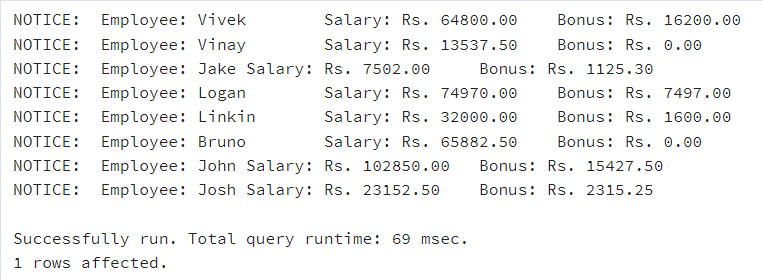 NOTICE:  Employee: Vivek        Salary: Rs. 64800.00    Bonus: Rs. 16200.00
NOTICE:  Employee: Vinay        Salary: Rs. 13537.50    Bonus: Rs. 0.00
NOTICE:  Employee: Jake Salary: Rs. 7502.00     Bonus: Rs. 1125.30
NOTICE:  Employee: Logan        Salary: Rs. 74970.00    Bonus: Rs. 7497.00
NOTICE:  Employee: Linkin       Salary: Rs. 32000.00    Bonus: Rs. 1600.00
NOTICE:  Employee: Bruno        Salary: Rs. 65882.50    Bonus: Rs. 0.00
NOTICE:  Employee: John Salary: Rs. 102850.00   Bonus: Rs. 15427.50
NOTICE:  Employee: Josh Salary: Rs. 23152.50    Bonus: Rs. 2315.25
Successfully run. Total query runtime: 69 msec.
1 rows affected.